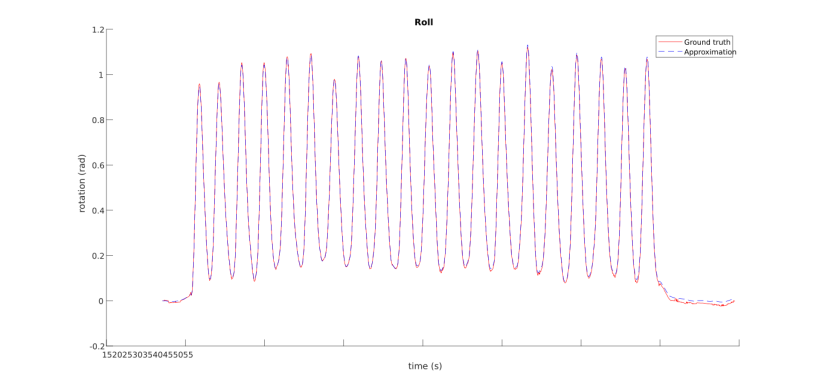 Roll
1.2
Ground truth
Approximation
1
0.8
0.6
0.4
0.2
0
-0.2
rotation (rad)
152025303540455055
time (s)